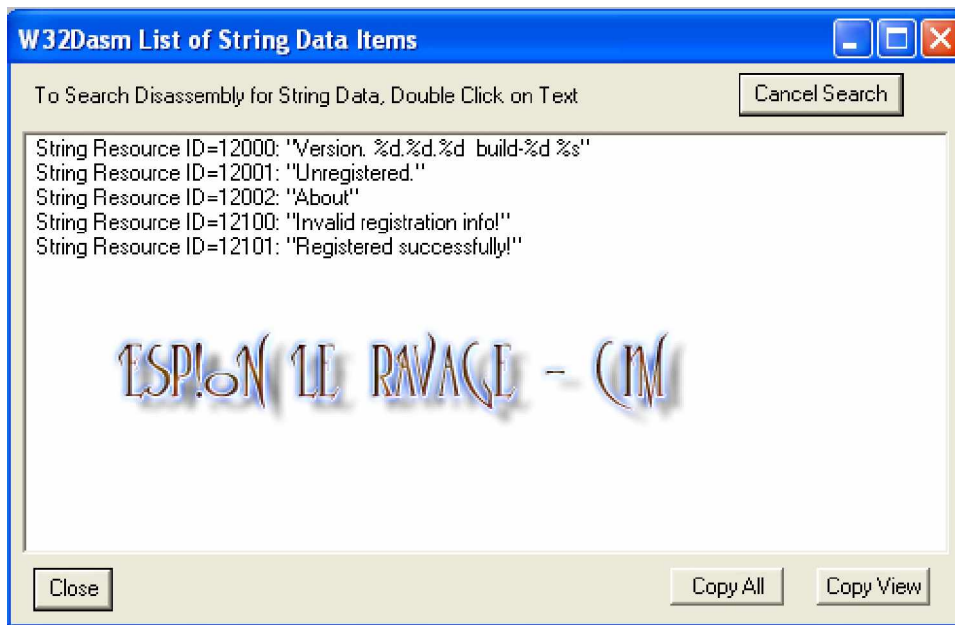 W32Dasm List of String Data Items
To Search Disassembly for String Data, Double Click on Text
Cancel Search
String Resource ID=12000: "Version. %d.%d.%d build-%d %s"
String Resource ID=12001: "Unregistered."
String Resource ID=12002: "About"
String Resource ID=12100: "Invalid registration info!"
String Resource ID=12101: "Registered successfully!"
ESP!oN LE RAVAGE - CIM
Close
Copy All
Copy View